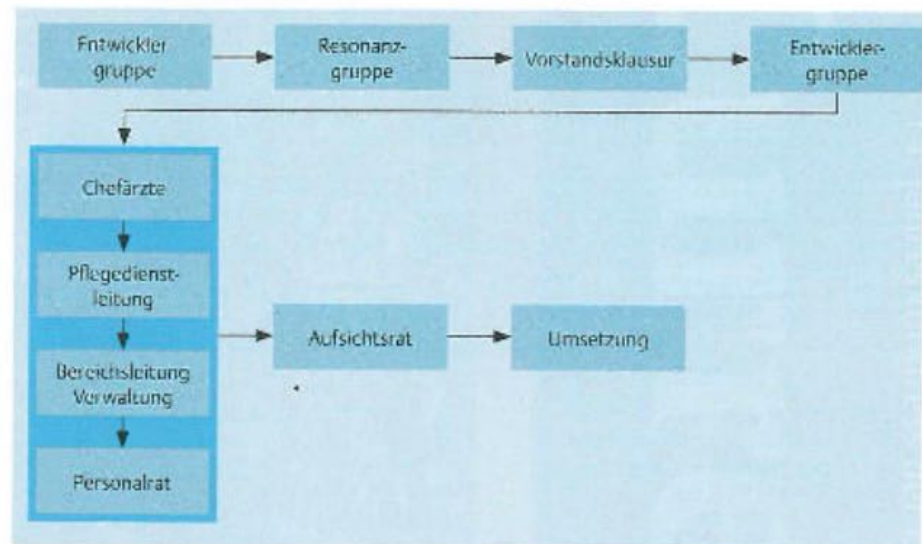 Entwickler
gruppe
Resonanz-
gruppe
Vorstandsklausur
Entwickler-
gruppe
Chefärzte
Pflegedienst-
leitung
Bereichsleitung
Verwaltung
Personalrat
Aufsichtsrat
Umsetzung